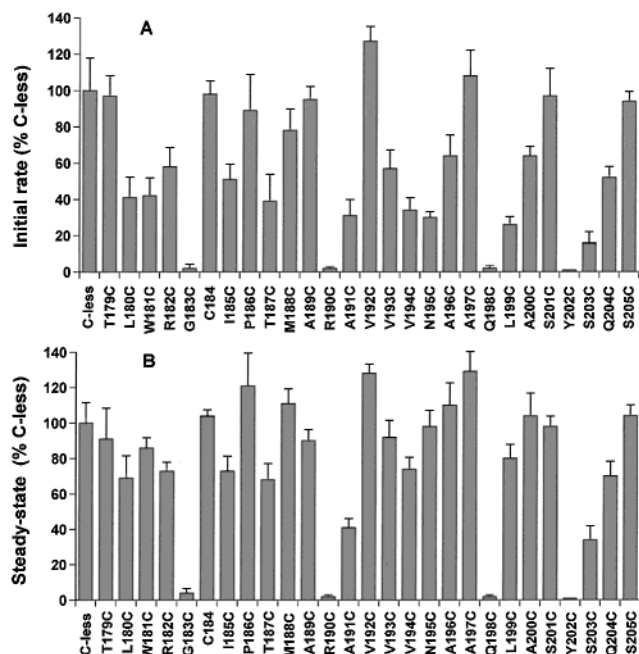 A
Initial rate (% C-less)
140
120
100
80
60
40
20
0
C-less T179C L180C W181C R182C G183C C184 I185C P186C T187C M188C A189C R190C A191C V192C V193C V194C N195C A196C A197C Q198C L199C A200C S201C Y202C S203C Q204C S205C
B
Steady-state (% C-less)
140
120
100
80
60
40
20
0
C-less T179C L180C W181C R182C G183C C184 I185C P186C T187C M188C A189C R190C A191C V192C V193C V194C N195C A196C A197C Q198C L199C A200C S201C Y202C S203C Q204C S205C